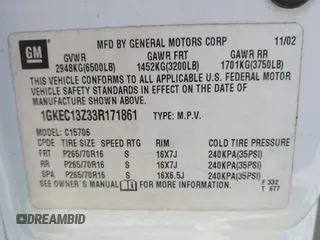 GM
MFD BY GENERAL MOTORS CORP 11/02
GVWR GAWR FRT GAWR RR
2948KG(6500LB) 1452KG(3200LB) 1701KG(3750LB)
THIS VEHICLE CONFORMS TO ALL APPLICABLE U.S. FEDERAL MOTOR
VEHICLE SAFETY STANDARDS IN EFFECT ON THE DATE OF
MANUFACTURE SHOWN ABOVE.
1GKEC13Z33R171861 TYPE: M.P.V.
C15706
CPDE TIRE SIZE SPEED RTG RIM COLD TIRE PRESSURE
FRT P265/70R16 S 16X7J 240KPA(35PSI)
RR P265/70R16 S 16X7J 240KPA(35PSI)
SPA P265/70R16 S 16X6.5J 240KPA(35PSI)
SEE OWNER'S MANUAL FOR MORE INFORMATION.
F 332
T 677
RDREAMBID